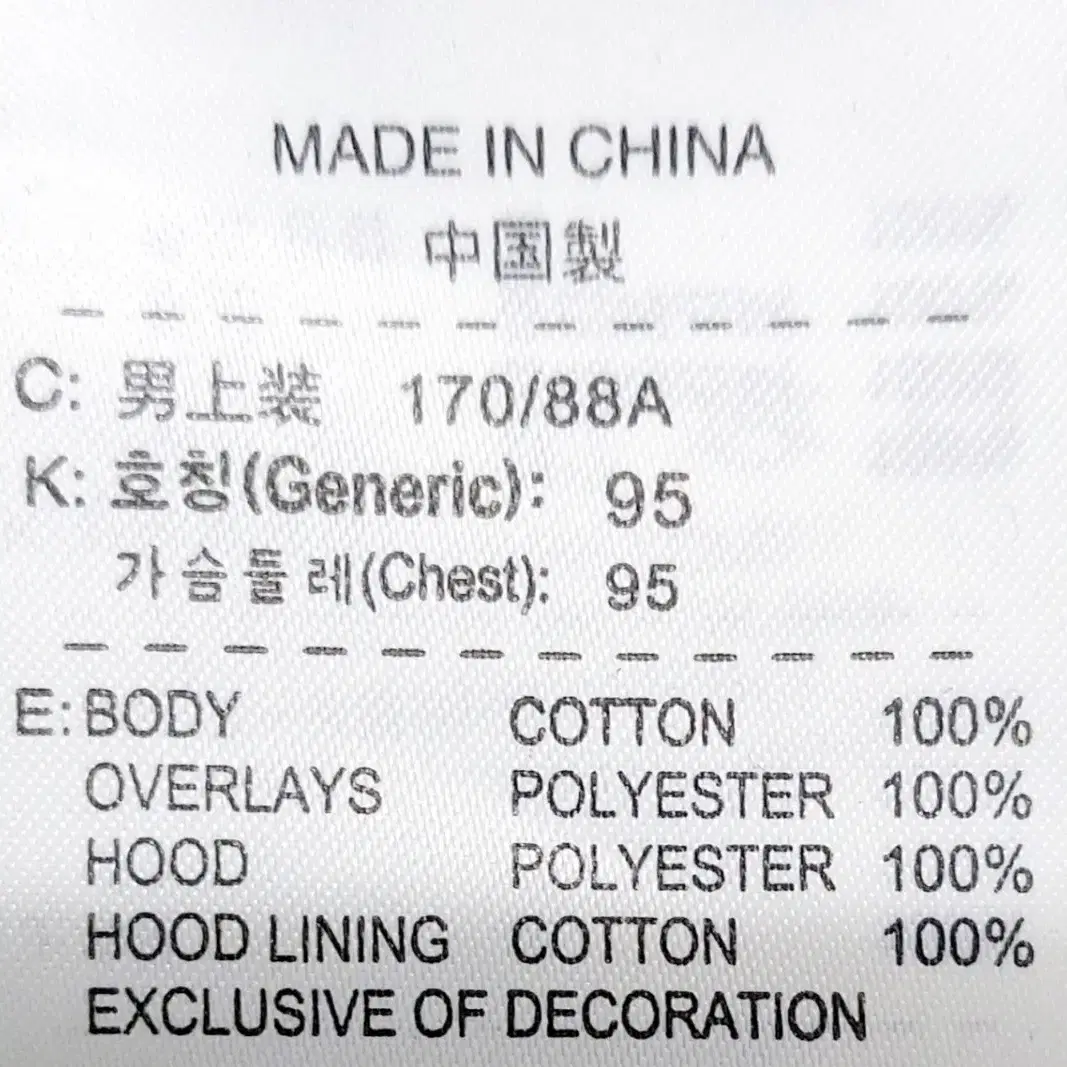 MADE IN CHINA
中国製
C: 男上装 170/88A
K: 호칭(Generic): 95
가슴둘레(Chest): 95
E: BODY COTTON 100%
OVERLAYS POLYESTER 100%
HOOD POLYESTER 100%
HOOD LINING COTTON 100%
EXCLUSIVE OF DECORATION